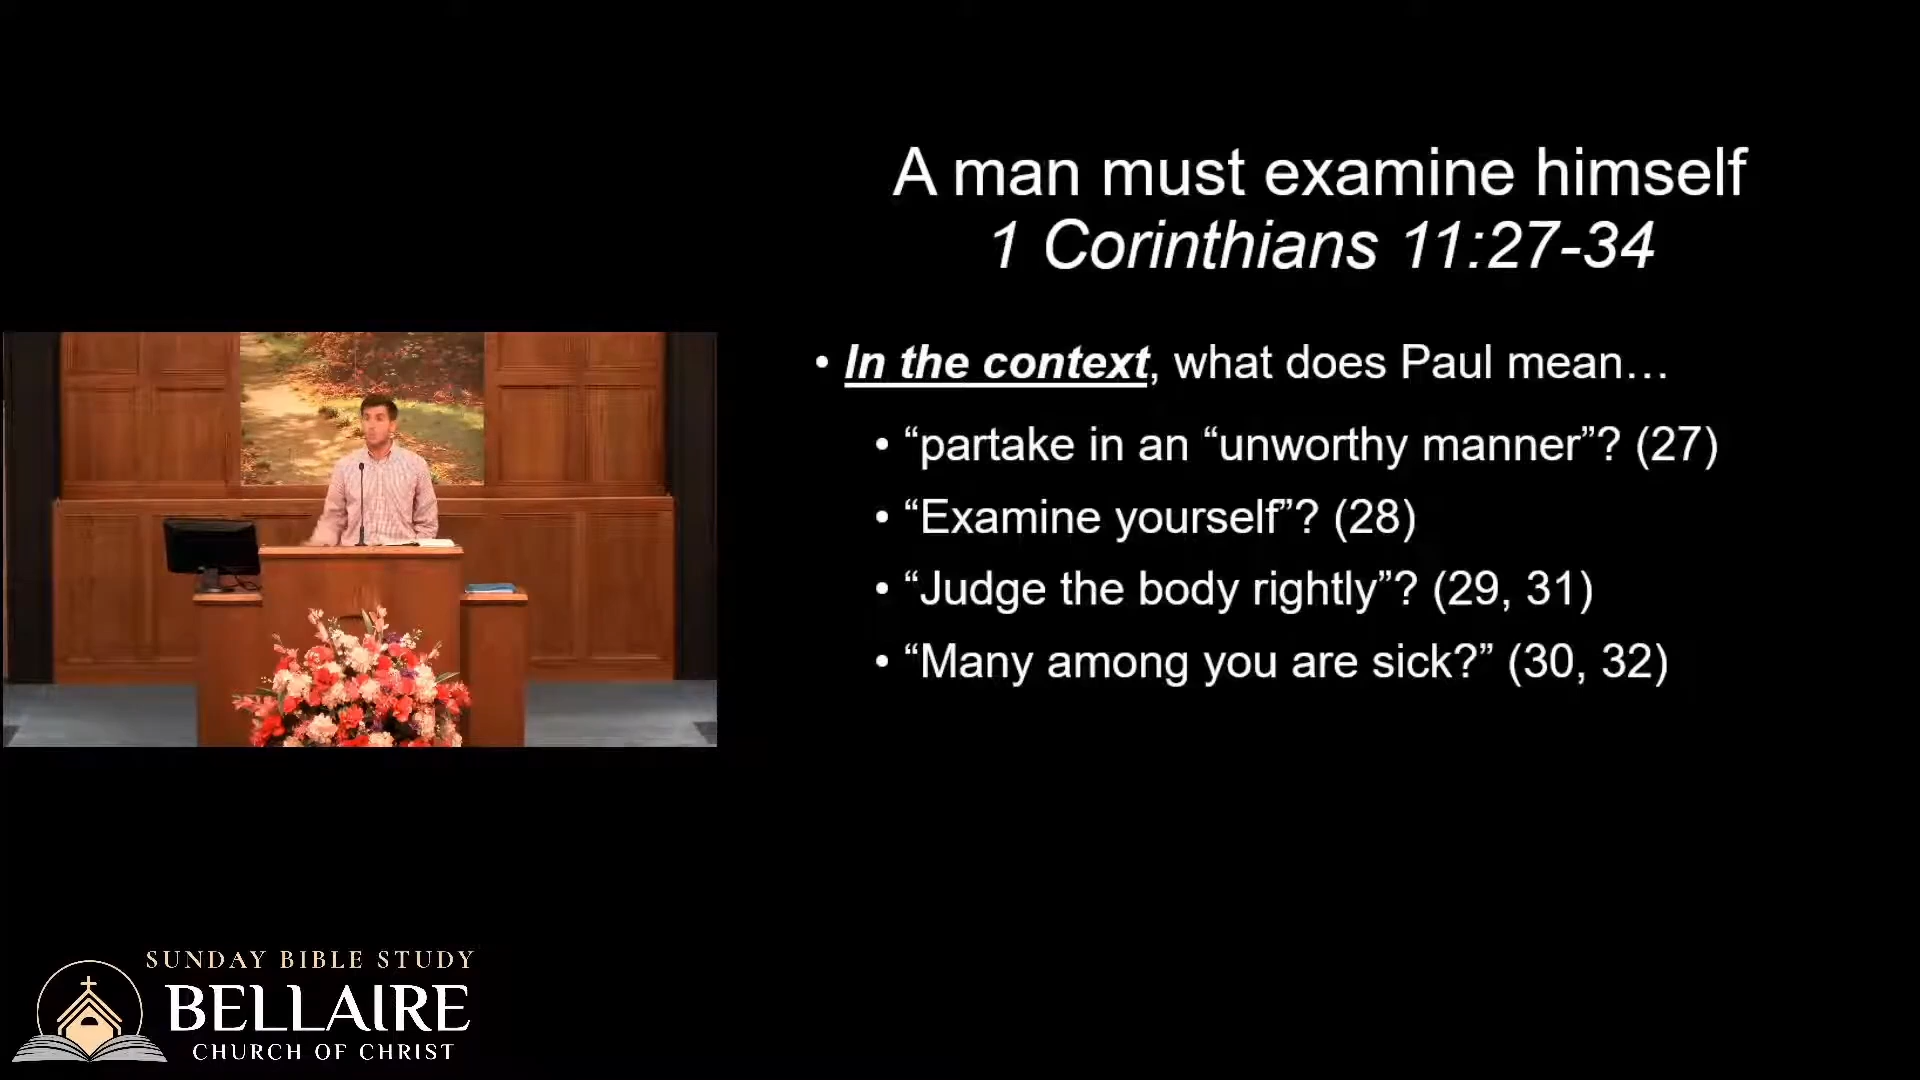 A man must examine himself
1 Corinthians 11:27-34
• In the context, what does Paul mean…
• “partake in an “unworthy manner”? (27)
• “Examine yourself”? (28)
• “Judge the body rightly”? (29, 31)
• “Many among you are sick?” (30, 32)
SUNDAY BIBLE STUDY
BELLAIRE
CHURCH OF CHRIST